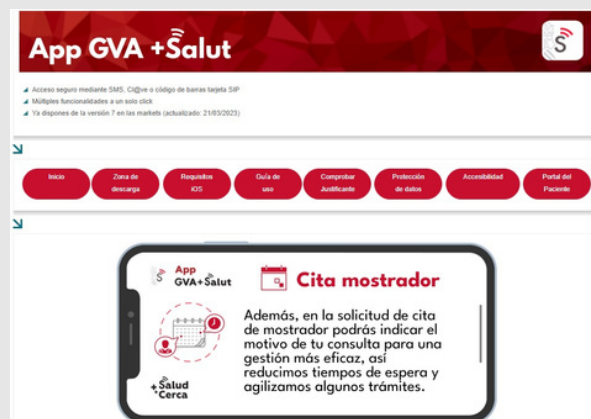 App GVA +Salut
Acceso seguro mediante SMS, Cl@ve o código de barras tarjeta SIP
Múltiples funcionalidades a un solo click
Ya dispones de la versión 7 en las markets (actualizado: 21/03/2023)
Inicio
Zona de
descarga
Requisitos
iOS
Guía de
uso
Comprobar
Justificante
Protección
de datos
Accesibilidad
Portal del
Paciente
App
GVA+Salut
Cita mostrador
Además, en la solicitud de cita
de mostrador podrás indicar el
motivo de tu consulta para una
gestión más eficaz, así
reducimos tiempos de espera y
agilizamos algunos trámites.
+Salud
+Cerca